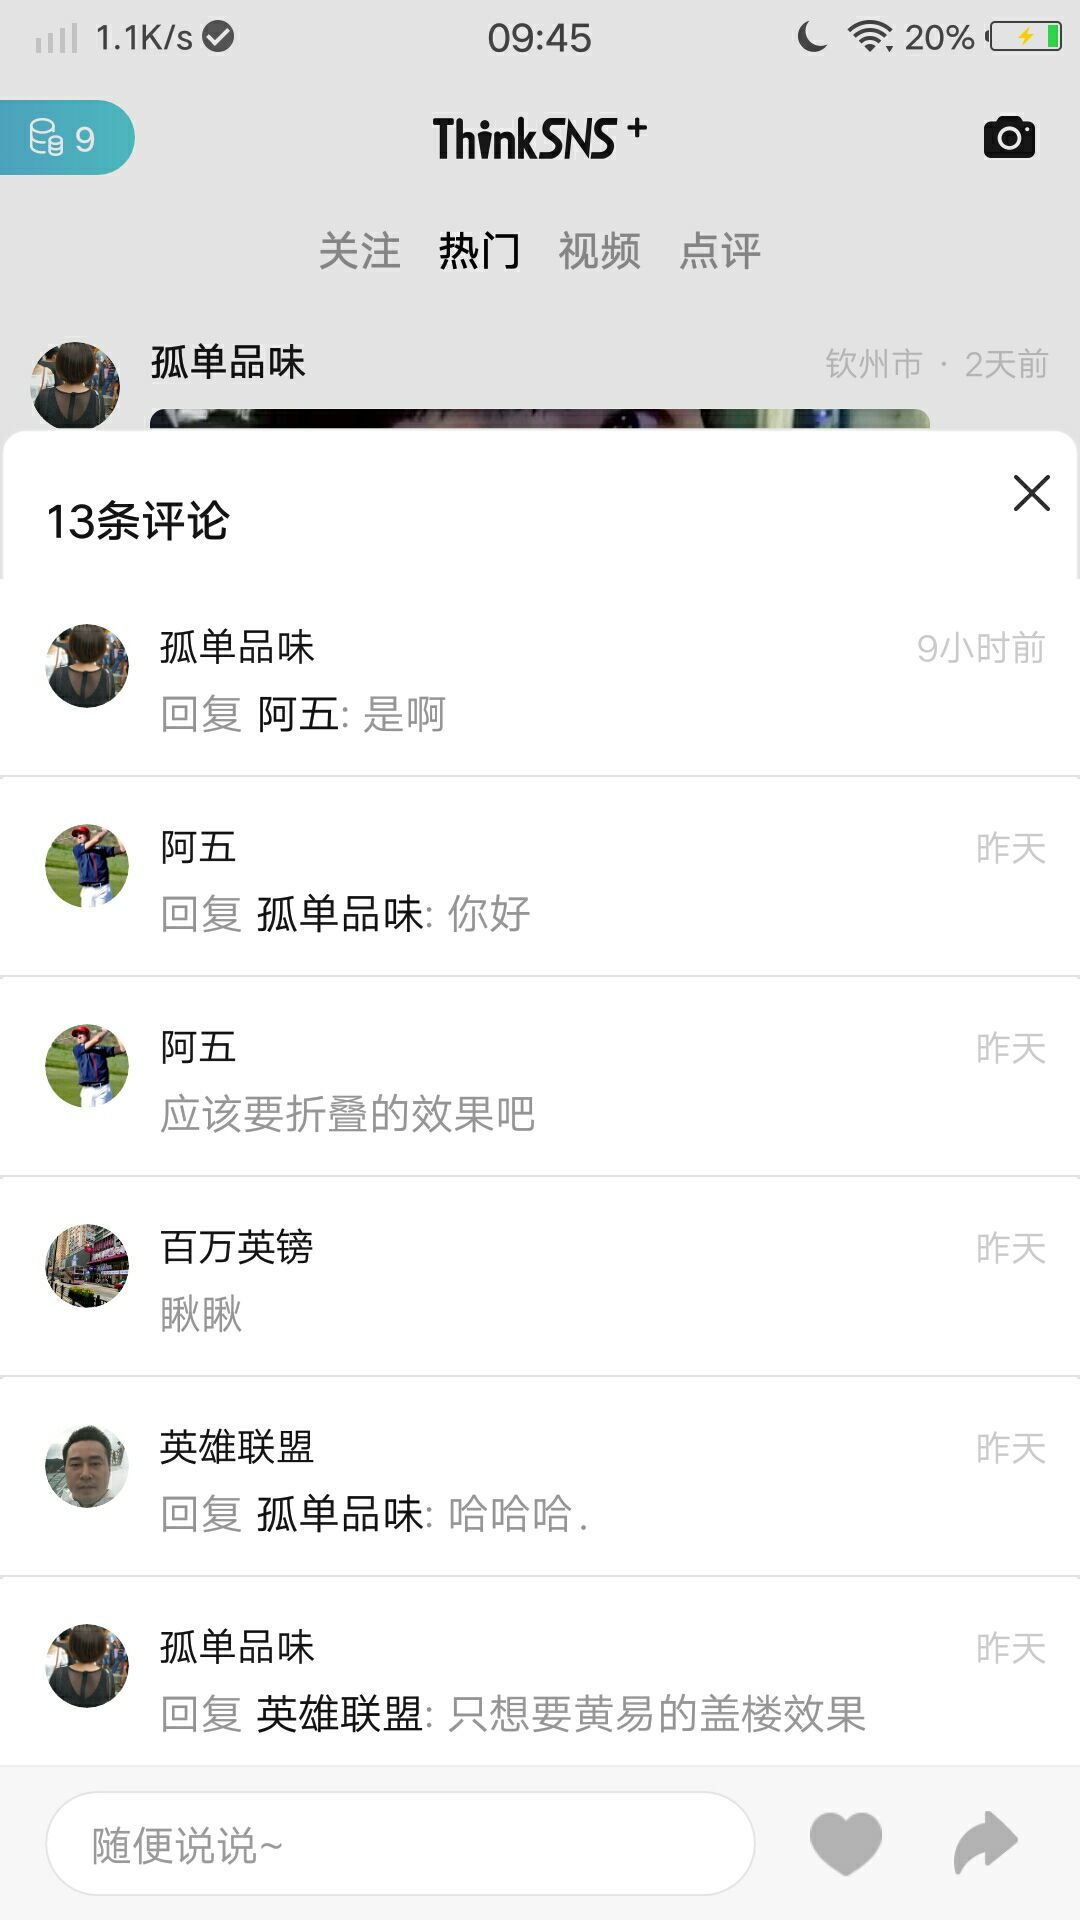 1.1K/s 09:45 20%
9 ThinkSNS+
关注 热门 视频 点评
孤单品味 钦州市 · 2天前
13条评论
孤单品味 9小时前
回复 阿五: 是啊
阿五 昨天
回复 孤单品味: 你好
阿五 昨天
应该要折叠的效果吧
百万英镑 昨天
瞅瞅
英雄联盟 昨天
回复 孤单品味: 哈哈哈.
孤单品味 昨天
回复 英雄联盟: 只想要黄易的盖楼效果
随便说说~